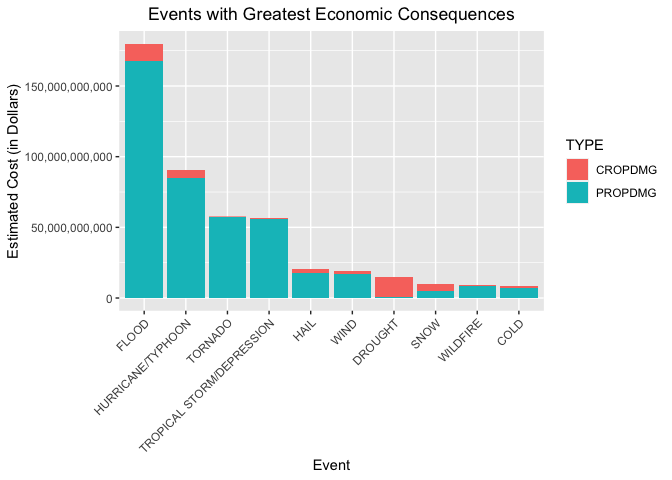 Events with Greatest Economic Consequences
Estimated Cost (in Dollars)
150,000,000,000
100,000,000,000
50,000,000,000
0
FLOOD
HURRICANE/TYPHOON
TORNADO
TROPICAL STORM/DEPRESSION
HAIL
WIND
DROUGHT
SNOW
WILDFIRE
COLD
Event
TYPE
CROPDMG
PROPDMG